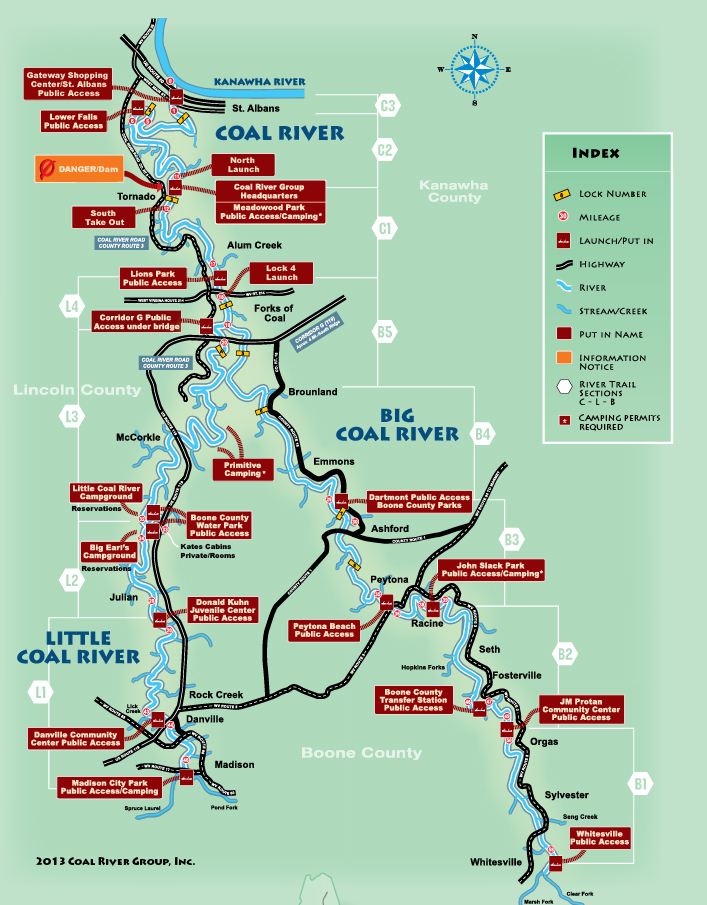 N
W
E
S
KANAWHA RIVER
Gateway Shopping
Center/St. Albans
Public Access
St. Albans
Lower Falls
Public Access
COAL RIVER
C3
C2
C1
Kanawha
County
DANGER/Dam
North
Launch
Coal River Group
Headquarters
Meadowood Park
Public Access/Camping*
Tornado
South
Take Out
COAL RIVER ROAD
COUNTY ROUTE 3
Alum Creek
Lions Park
Public Access
Lock 4
Launch
WEST VIRGINIA ROUTE 214
L4
Forks of
Coal
Corridor G Public
Access under bridge
CORRIDOR G (119)
B5
COAL RIVER ROAD
COUNTY ROUTE 3
Lincoln County
Brounland
L3
BIG
COAL RIVER
B4
McCorkle
Primitive
Camping*
Emmons
Little Coal River
Campground
Reservations
Dartmont Public Access
Boone County Parks
Boone County
Water Park
Public Access
Ashford
COUNTY ROUTE 1
B3
Big Earl's
Campground
Reservations
Kates Cabins
Private/Rooms
L2
John Slack Park
Public Access/Camping*
Peytona
Julian
Donald Kuhn
Juvenile Center
Public Access
Peytona Beach
Public Access
Racine
LITTLE
COAL RIVER
Seth
B2
Hopkins Forks
Fosterville
L1
Rock Creek
Boone County
Transfer Station
Public Access
JM Protan
Community Center
Public Access
Lick
Creek
Danville
Danville Community
Center Public Access
Orgas
Boone County
Madison
Madison City Park
Public Access/Camping
Sylvester
B1
Spruce Laurel
Pond Fork
Seng Creek
Whitesville
Public Access
Whitesville
2013 COAL RIVER GROUP, INC.
Clear Fork
Marsh Fork
INDEX
LOCK NUMBER
MILEAGE
LAUNCH/PUT IN
HIGHWAY
RIVER
STREAM/CREEK
PUT IN NAME
INFORMATION
NOTICE
RIVER TRAIL
SECTIONS
C - L - B
CAMPING PERMITS
REQUIRED